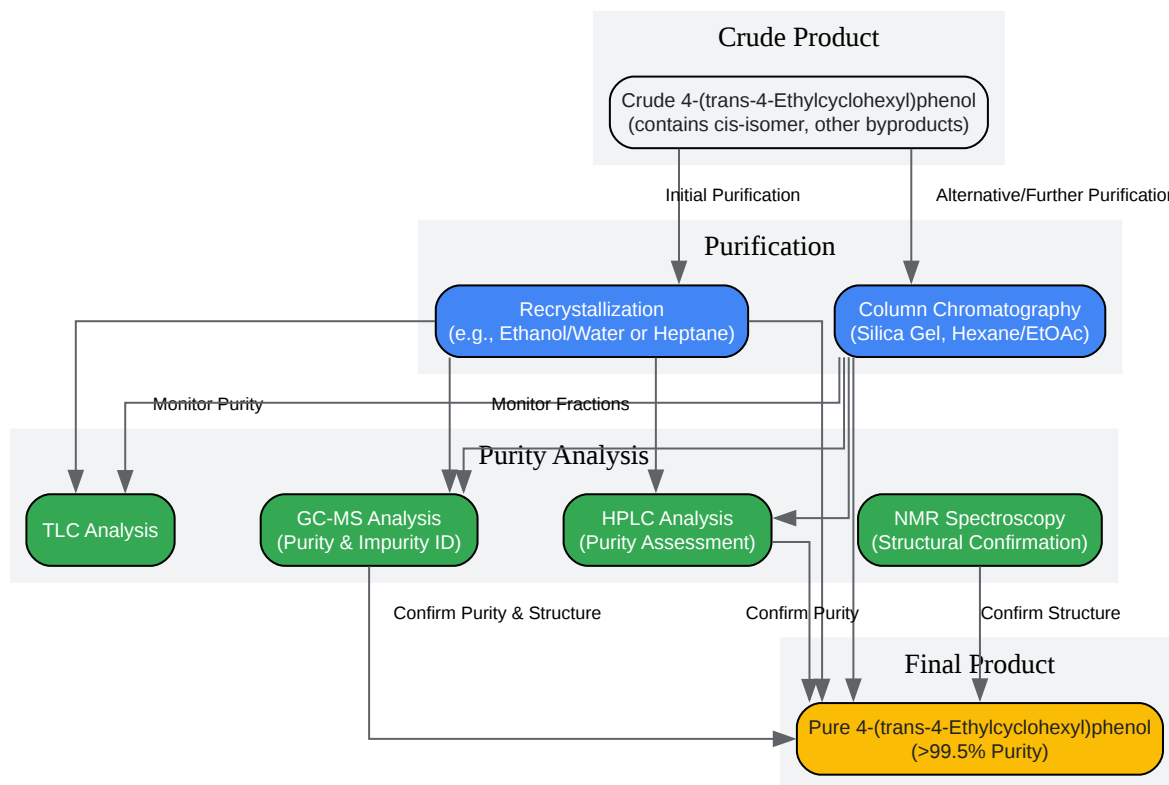 Crude Product
Crude 4-(trans-4-Ethylcyclohexyl)phenol
(contains cis-isomer, other byproducts)
Initial Purification
Alternative/Further Purification
Purification
Recrystallization
(e.g., Ethanol/Water or Heptane)
Column Chromatography
(Silica Gel, Hexane/EtOAc)
Monitor Purity
Monitor Fractions
Purity Analysis
TLC Analysis
GC-MS Analysis
(Purity & Impurity ID)
HPLC Analysis
(Purity Assessment)
NMR Spectroscopy
(Structural Confirmation)
Confirm Purity & Structure
Confirm Purity
Confirm Structure
Final Product
Pure 4-(trans-4-Ethylcyclohexyl)phenol
(>99.5% Purity)